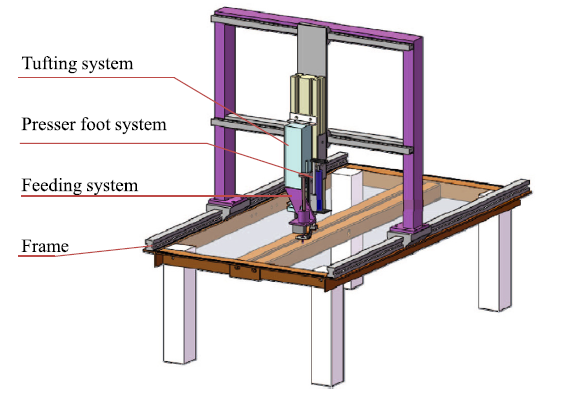 Tufting system
Presser foot system
Feeding system
Frame